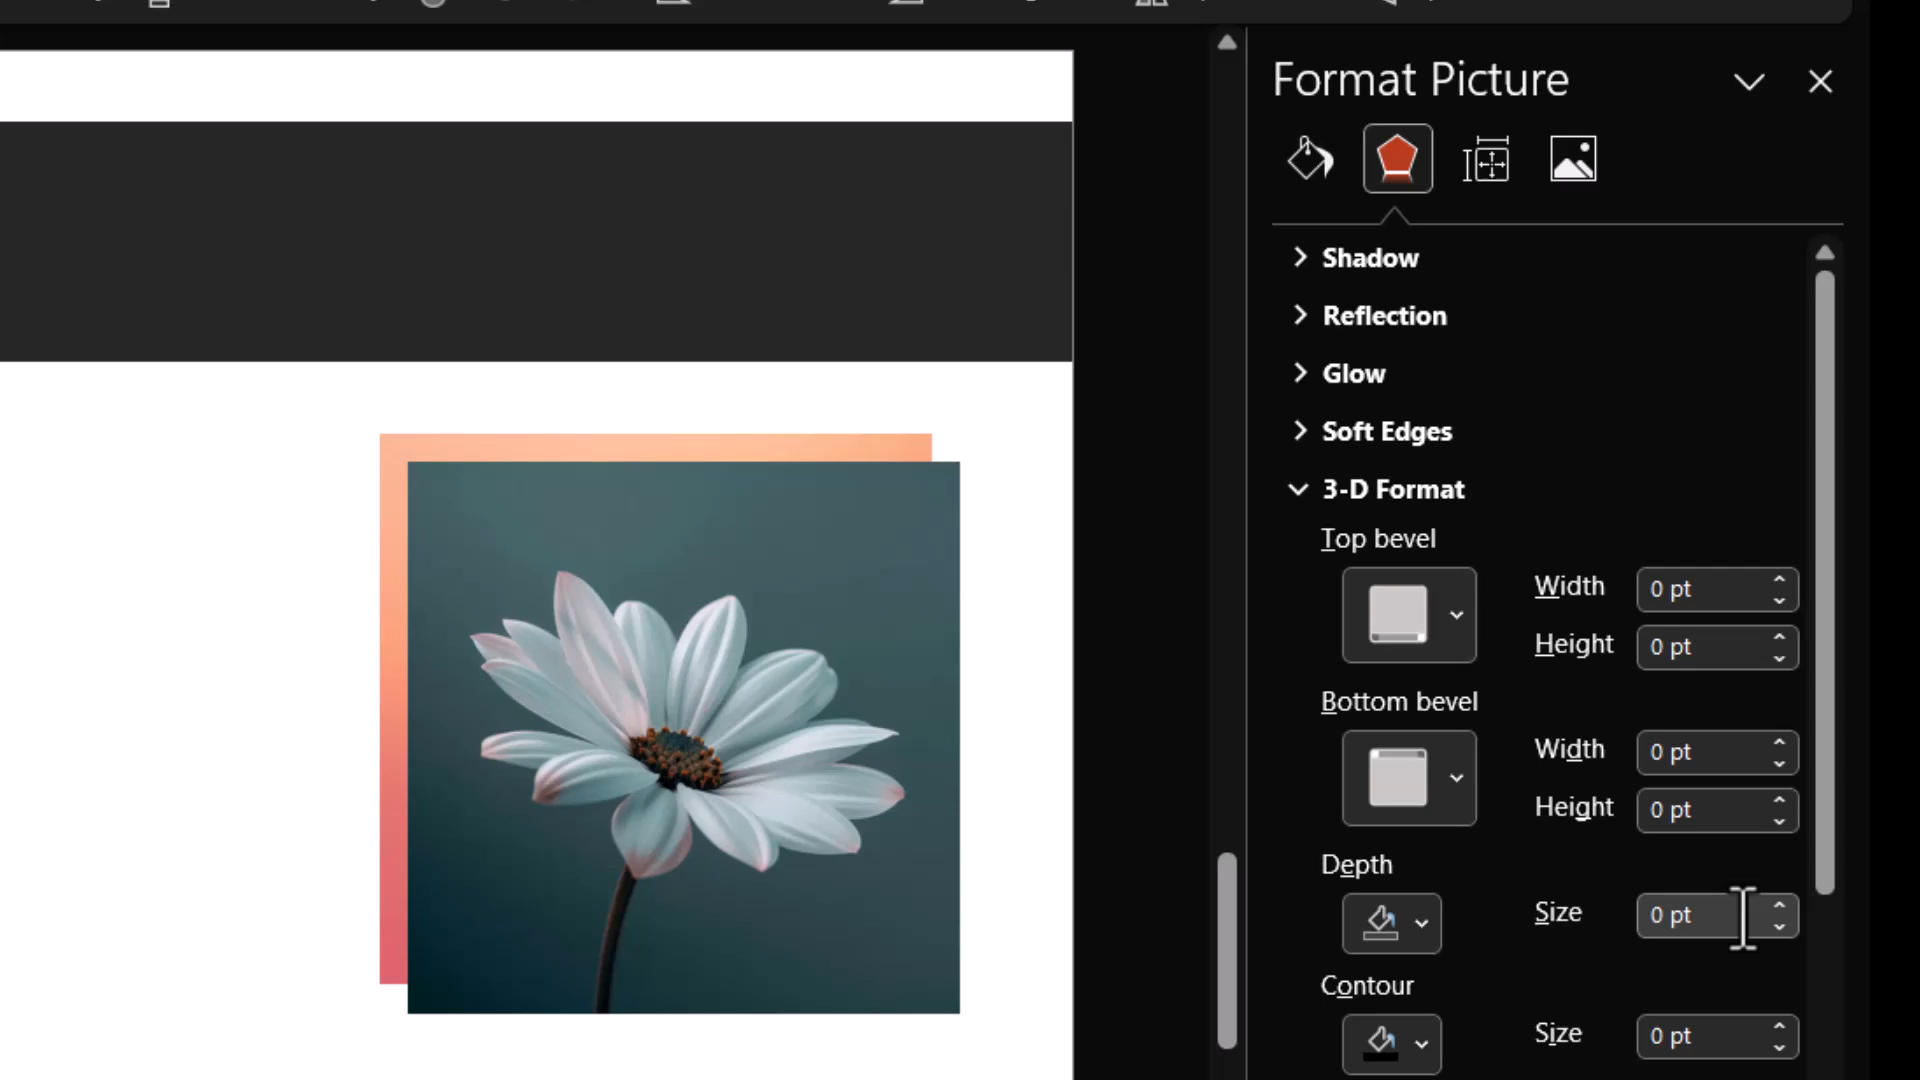 Format Picture
Shadow
Reflection
Glow
Soft Edges
3-D Format
Top bevel
Width 0 pt
Height 0 pt
Bottom bevel
Width 0 pt
Height 0 pt
Depth
Size 0 pt
Contour
Size 0 pt